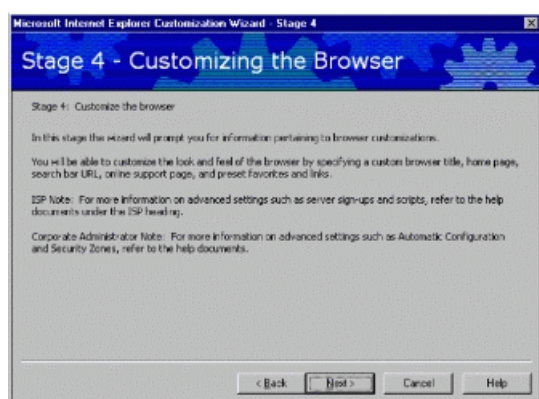 Microsoft Internet Explorer Customization Wizard - Stage 4
Stage 4 - Customizing the Browser
Stage 4: Customize the browser
In this stage the wizard will prompt you for information pertaining to browser customizations.
You will be able to customize the look and feel of the browser by specifying a custom browser title, home page,
search bar URL, online support page, and preset favorites and links.
ISP Note: For more information on advanced settings such as server sign-ups and scripts, refer to the help
documents under the ISP heading.
Corporate Administrator Note: For more information on advanced settings such as Automatic Configuration
and Security Zones, refer to the help documents.
< Back
Next >
Cancel
Help